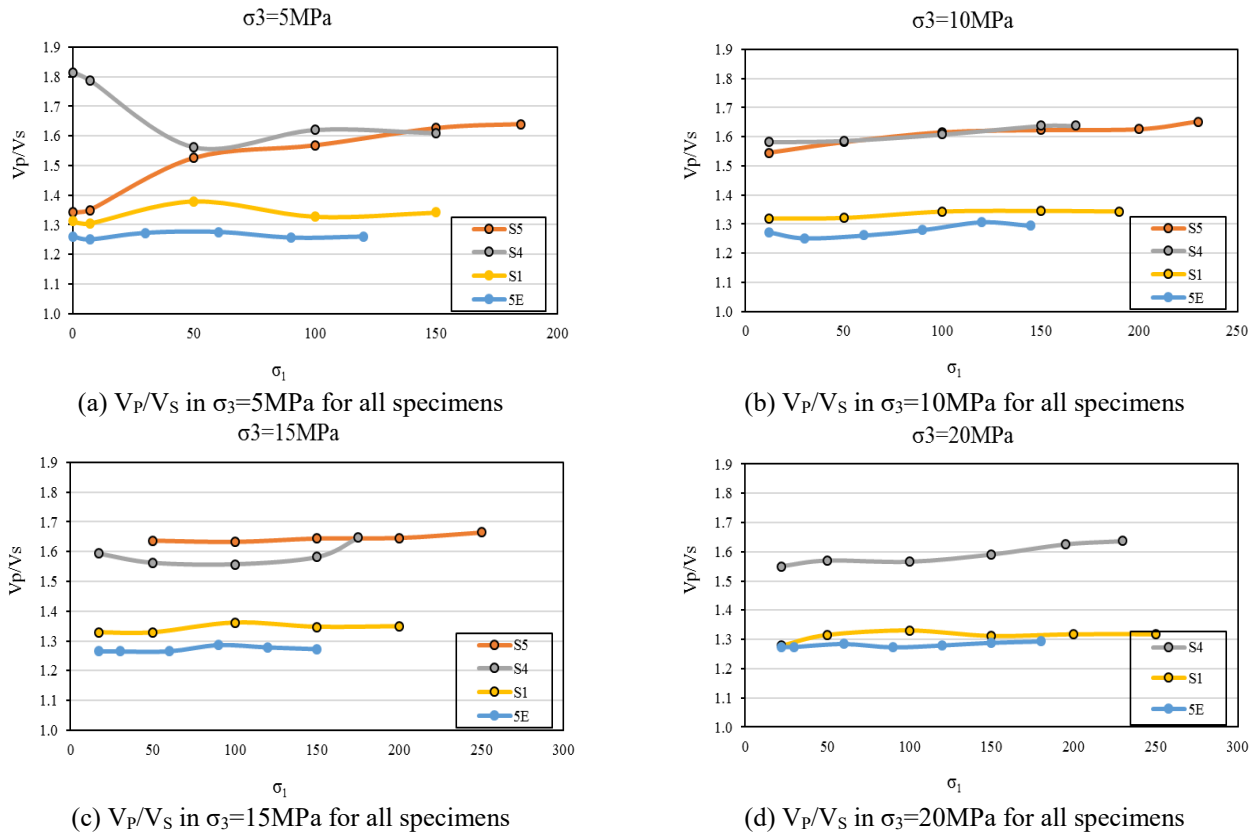 σ3=5MPa
1.9
1.8
1.7
1.6
1.5
1.4
1.3
1.2
1.1
1.0
Vp/Vs
0 50 100 150 200
σ1
S5
S4
S1
5E
(a) VP/VS in σ3=5MPa for all specimens
σ3=10MPa
1.9
1.8
1.7
1.6
1.5
1.4
1.3
1.2
1.1
1.0
Vp/Vs
0 50 100 150 200 250
σ1
S5
S4
S1
5E
(b) VP/VS in σ3=10MPa for all specimens
σ3=15MPa
1.9
1.8
1.7
1.6
1.5
1.4
1.3
1.2
1.1
1.0
Vp/Vs
0 50 100 150 200 250 300
σ1
S5
S4
S1
5E
(c) VP/VS in σ3=15MPa for all specimens
σ3=20MPa
1.9
1.8
1.7
1.6
1.5
1.4
1.3
1.2
1.1
1.0
Vp/Vs
0 50 100 150 200 250 300
σ1
S4
S1
5E
(d) VP/VS in σ3=20MPa for all specimens